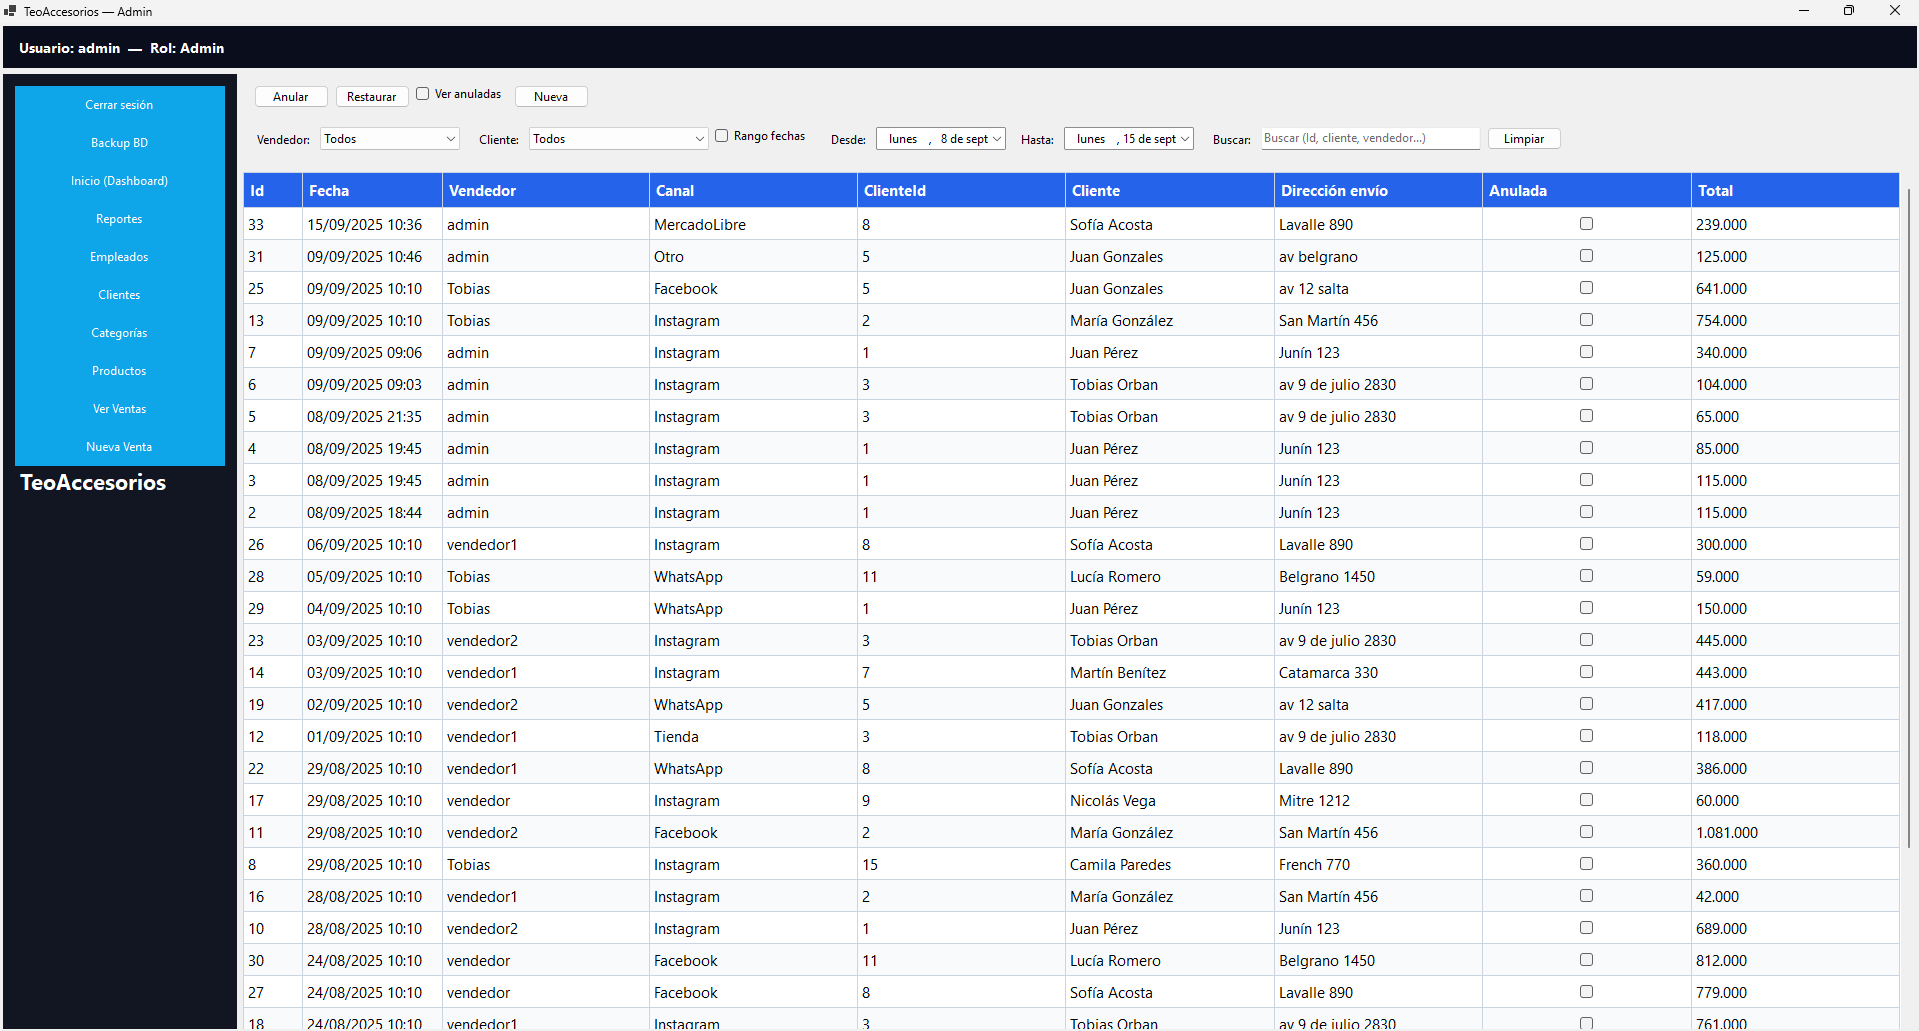 TeoAccesorios — Admin
Usuario: admin — Rol: Admin
Cerrar sesión
Backup BD
Inicio (Dashboard)
Reportes
Empleados
Clientes
Categorías
Productos
Ver Ventas
Nueva Venta
TeoAccesorios
Anular Restaurar Ver anuladas Nueva
Vendedor: Todos Cliente: Todos Rango fechas Desde: lunes , 8 de sept Hasta: lunes , 15 de sept Buscar: Buscar (Id, cliente, vendedor...) Limpiar
Id Fecha Vendedor Canal ClienteId Cliente Dirección envío Anulada Total
33 15/09/2025 10:36 admin MercadoLibre 8 Sofía Acosta Lavalle 890 239.000
31 09/09/2025 10:46 admin Otro 5 Juan Gonzales av belgrano 125.000
25 09/09/2025 10:10 Tobias Facebook 5 Juan Gonzales av 12 salta 641.000
13 09/09/2025 10:10 Tobias Instagram 2 María González San Martín 456 754.000
7 09/09/2025 09:06 admin Instagram 1 Juan Pérez Junín 123 340.000
6 09/09/2025 09:03 admin Instagram 3 Tobias Orban av 9 de julio 2830 104.000
5 08/09/2025 21:35 admin Instagram 3 Tobias Orban av 9 de julio 2830 65.000
4 08/09/2025 19:45 admin Instagram 1 Juan Pérez Junín 123 85.000
3 08/09/2025 19:45 admin Instagram 1 Juan Pérez Junín 123 115.000
2 08/09/2025 18:44 admin Instagram 1 Juan Pérez Junín 123 115.000
26 06/09/2025 10:10 vendedor1 Instagram 8 Sofía Acosta Lavalle 890 300.000
28 05/09/2025 10:10 Tobias WhatsApp 11 Lucía Romero Belgrano 1450 59.000
29 04/09/2025 10:10 Tobias WhatsApp 1 Juan Pérez Junín 123 150.000
23 03/09/2025 10:10 vendedor2 Instagram 3 Tobias Orban av 9 de julio 2830 445.000
14 03/09/2025 10:10 vendedor1 Instagram 7 Martín Benítez Catamarca 330 443.000
19 02/09/2025 10:10 vendedor2 WhatsApp 5 Juan Gonzales av 12 salta 417.000
12 01/09/2025 10:10 vendedor1 Tienda 3 Tobias Orban av 9 de julio 2830 118.000
22 29/08/2025 10:10 vendedor1 WhatsApp 8 Sofía Acosta Lavalle 890 386.000
17 29/08/2025 10:10 vendedor Instagram 9 Nicolás Vega Mitre 1212 60.000
11 29/08/2025 10:10 vendedor2 Facebook 2 María González San Martín 456 1.081.000
8 29/08/2025 10:10 Tobias Instagram 15 Camila Paredes French 770 360.000
16 28/08/2025 10:10 vendedor1 Instagram 2 María González San Martín 456 42.000
10 28/08/2025 10:10 vendedor2 Instagram 1 Juan Pérez Junín 123 689.000
30 24/08/2025 10:10 vendedor Facebook 11 Lucía Romero Belgrano 1450 812.000
27 24/08/2025 10:10 vendedor Facebook 8 Sofía Acosta Lavalle 890 779.000
18 24/08/2025 10:10 vendedor1 Instagram 3 Tobias Orban av 9 de julio 2830 761.000